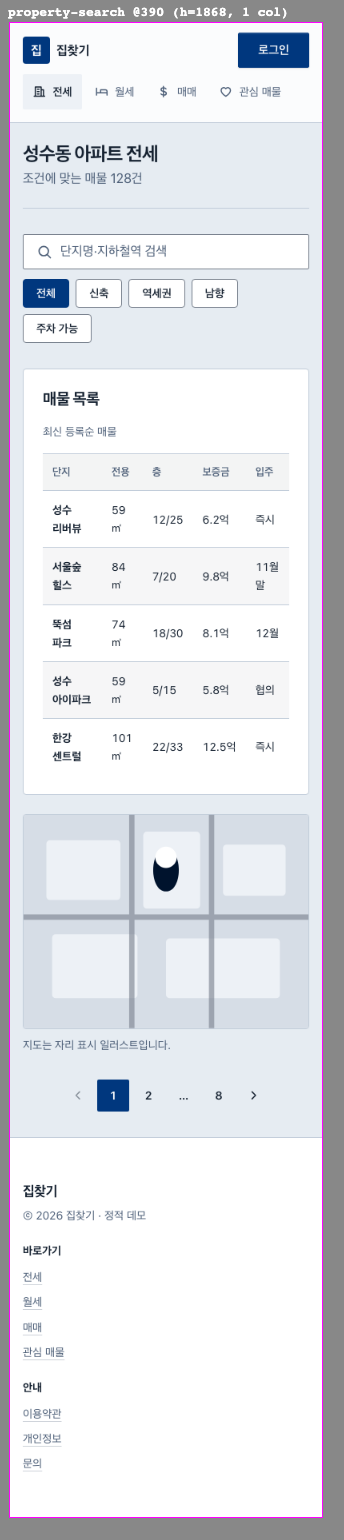 property-search @390 (h=1868, 1 col)
집 집찾기 로그인
전세 월세 $ 매매 관심 매물
성수동 아파트 전세
조건에 맞는 매물 128건
단지명·지하철역 검색
전체 신축 역세권 남향
주차 가능
매물 목록
최신 등록순 매물
단지 전용 층 보증금 입주
성수 리버뷰 59㎡ 12/25 6.2억 즉시
서울숲 힐스 84㎡ 7/20 9.8억 11월 말
뚝섬 파크 74㎡ 18/30 8.1억 12월
성수 아이파크 59㎡ 5/15 5.8억 협의
한강 센트럴 101㎡ 22/33 12.5억 즉시
지도는 자리 표시 일러스트입니다.
‹ 1 2 … 8 ›
집찾기
© 2026 집찾기 · 정적 데모
바로가기
전세
월세
매매
관심 매물
안내
이용약관
개인정보
문의